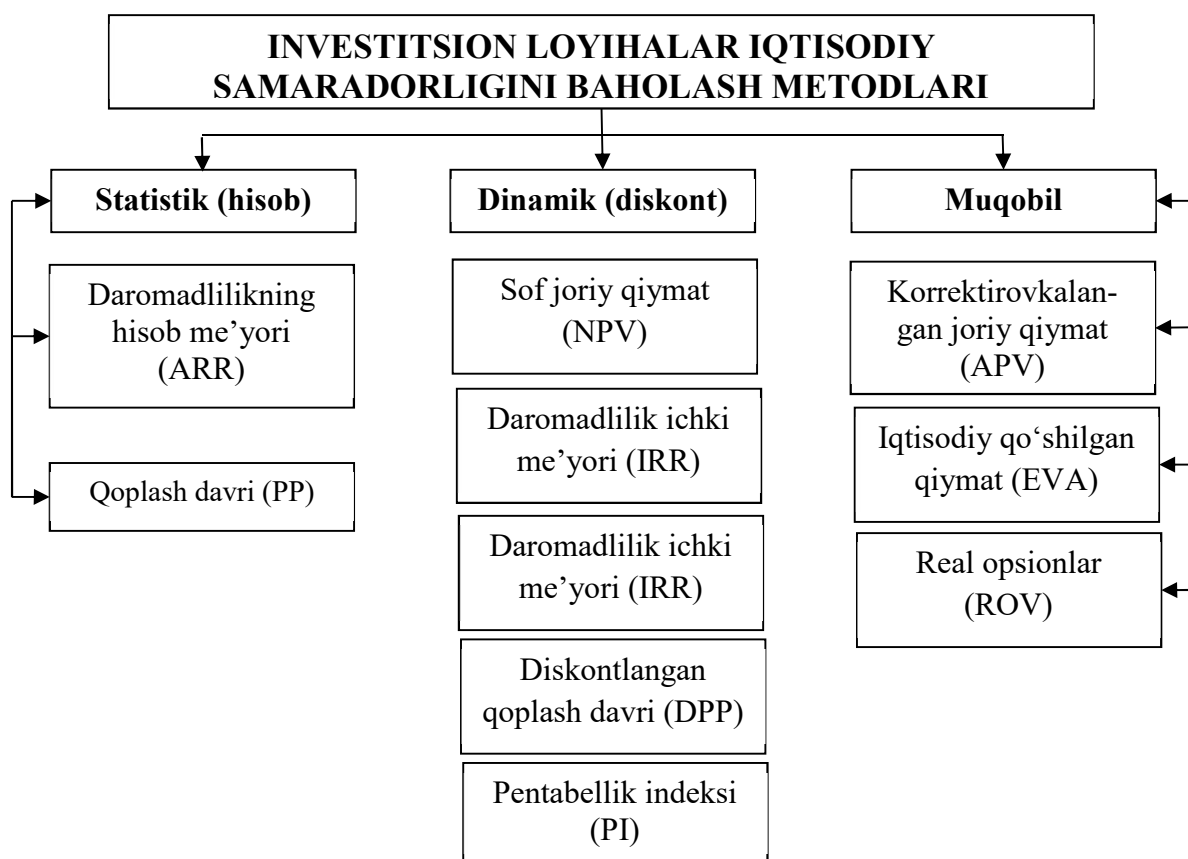 INVESTITSION LOYIHALAR IQTISODIY
SAMARADORLIGINI BAHOLASH METODLARI
Statistik (hisob)
Daromadlilikning
hisob me’yori
(ARR)
Qoplash davri (PP)
Dinamik (diskont)
Sof joriy qiymat
(NPV)
Daromadlilik ichki
me’yori (IRR)
Daromadlilik ichki
me’yori (IRR)
Diskontlangan
qoplash davri (DPP)
Pentabellik indeksi
(PI)
Muqobil
Korrektirovkalan-
gan joriy qiymat
(APV)
Iqtisodiy qo‘shilgan
qiymat (EVA)
Real opsionlar
(ROV)